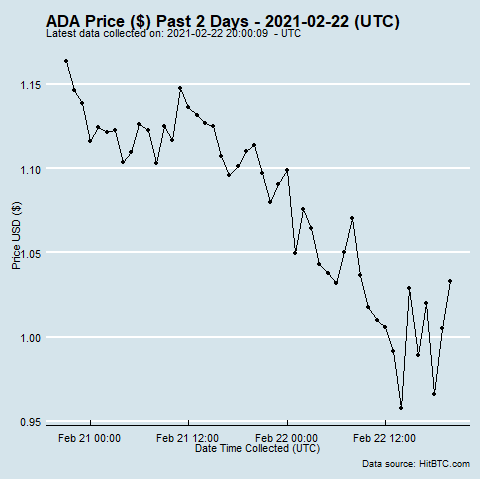 ADA Price ($) Past 2 Days - 2021-02-22 (UTC)
Latest data collected on: 2021-02-22 20:00:09  - UTC
1.15
1.10
1.05
1.00
0.95
Price USD ($)
Feb 21 00:00
Feb 21 12:00
Feb 22 00:00
Feb 22 12:00
Date Time Collected (UTC)
Data source: HitBTC.com